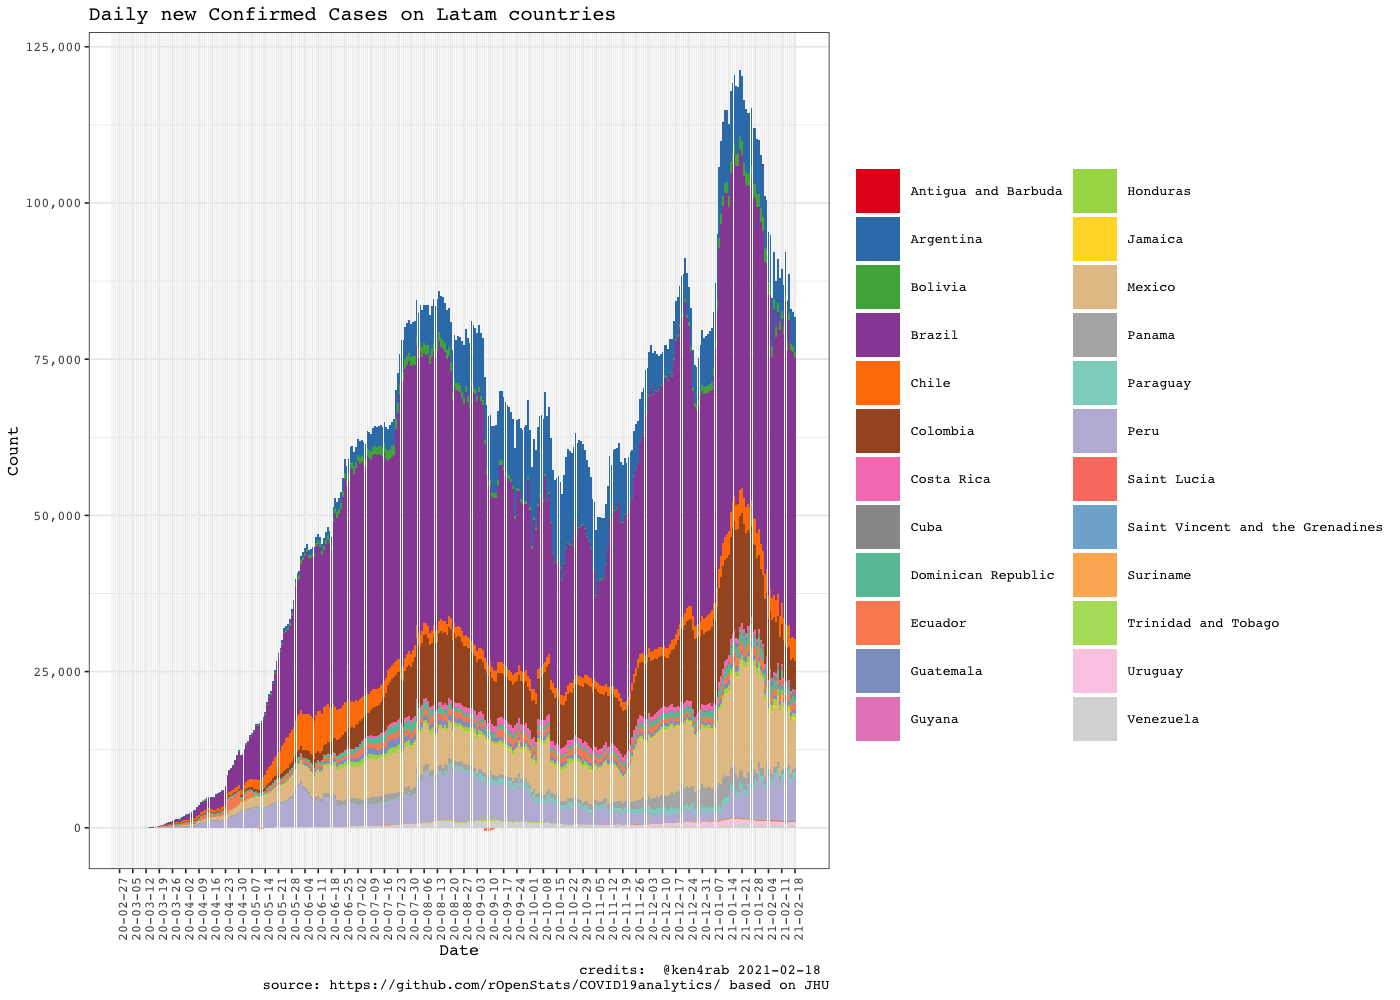 Daily new Confirmed Cases on Latam countries
125,000
100,000
75,000
50,000
25,000
0
Count
20-02-27
20-03-05
20-03-12
20-03-19
20-03-26
20-04-02
20-04-09
20-04-16
20-04-23
20-04-30
20-05-07
20-05-14
20-05-21
20-05-28
20-06-04
20-06-11
20-06-18
20-06-25
20-07-02
20-07-09
20-07-16
20-07-23
20-07-30
20-08-06
20-08-13
20-08-20
20-08-27
20-09-03
20-09-10
20-09-17
20-09-24
20-10-01
20-10-08
20-10-15
20-10-22
20-10-29
20-11-05
20-11-12
20-11-19
20-11-26
20-12-03
20-12-10
20-12-17
20-12-24
20-12-31
21-01-07
21-01-14
21-01-21
21-01-28
21-02-04
21-02-11
21-02-18
Date
Antigua and Barbuda
Argentina
Bolivia
Brazil
Chile
Colombia
Costa Rica
Cuba
Dominican Republic
Ecuador
Guatemala
Guyana
Honduras
Jamaica
Mexico
Panama
Paraguay
Peru
Saint Lucia
Saint Vincent and the Grenadines
Suriname
Trinidad and Tobago
Uruguay
Venezuela
credits:  @ken4rab 2021-02-18
source: https://github.com/rOpenStats/COVID19analytics/ based on JHU